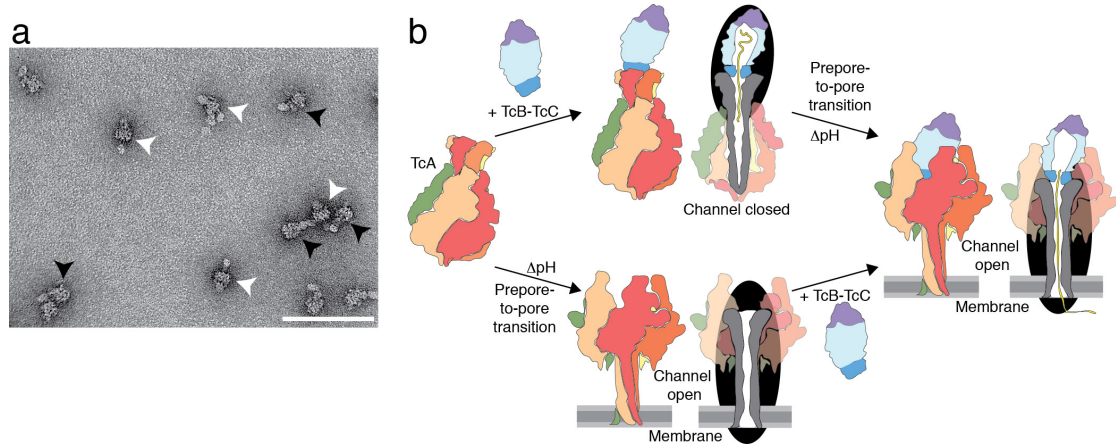 a
b
+ TcB-TcC
TcA
Channel closed
Prepore-
to-pore
transition
ΔpH
Channel
open
Membrane
ΔpH
Prepore-
to-pore
transition
Channel
open
Membrane
+ TcB-TcC